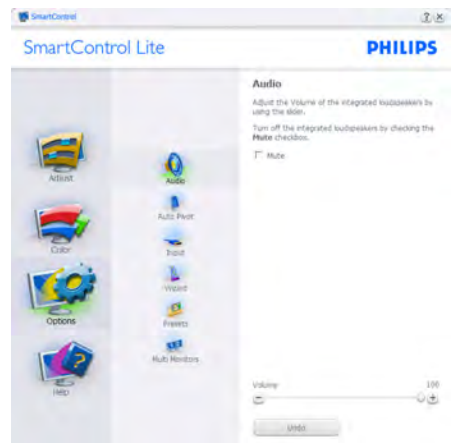 SmartControl
SmartControl Lite
PHILIPS
Adjust
Color
Options
Help
Audio
Auto Pivot
Input
Wizard
Presets
Multi Monitors
Audio
Adjust the Volume of the integrated loudspeakers by
using the slider.
Turn off the integrated loudspeakers by checking the
Mute checkbox.
Mute
Volume 100
Undo